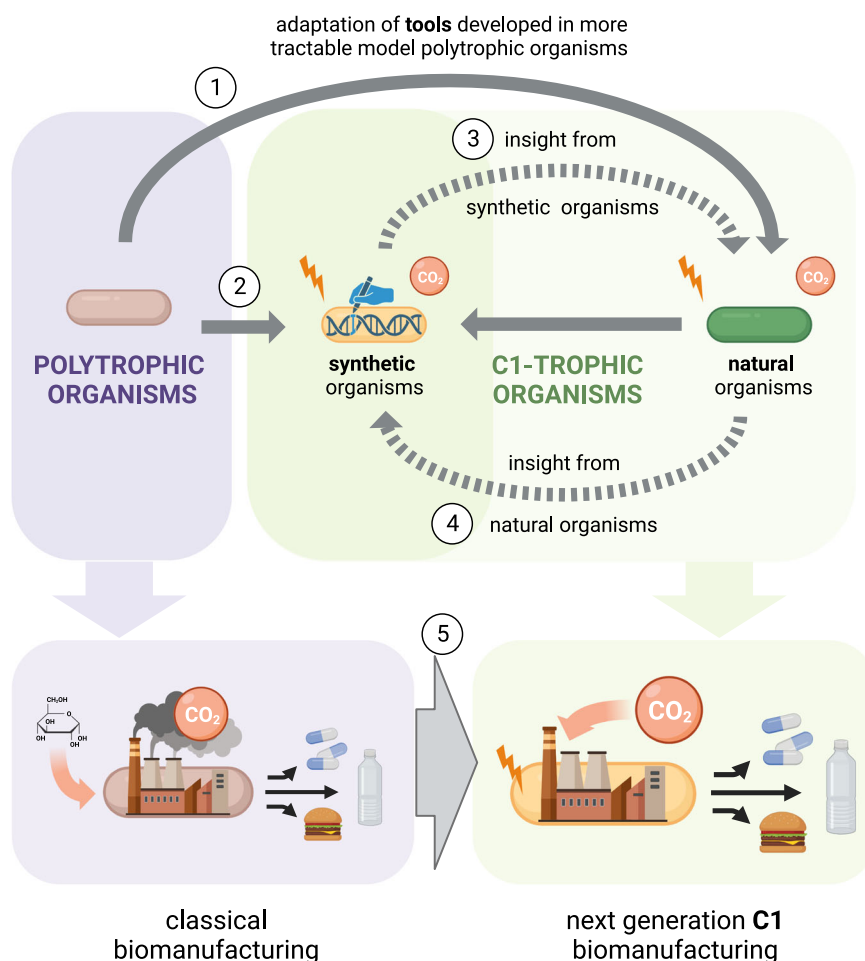 adaptation of tools developed in more
tractable model polytrophic organisms
1
3
insight from
synthetic organisms
2
CO₂
CO₂
POLYTROPHIC
ORGANISMS
synthetic
organisms
C1-TROPHIC
ORGANISMS
natural
organisms
insight from
4
natural organisms
5
CH₂OH
O
OH
OH
OH
OH
CO₂
CO₂
classical
biomanufacturing
next generation C1
biomanufacturing